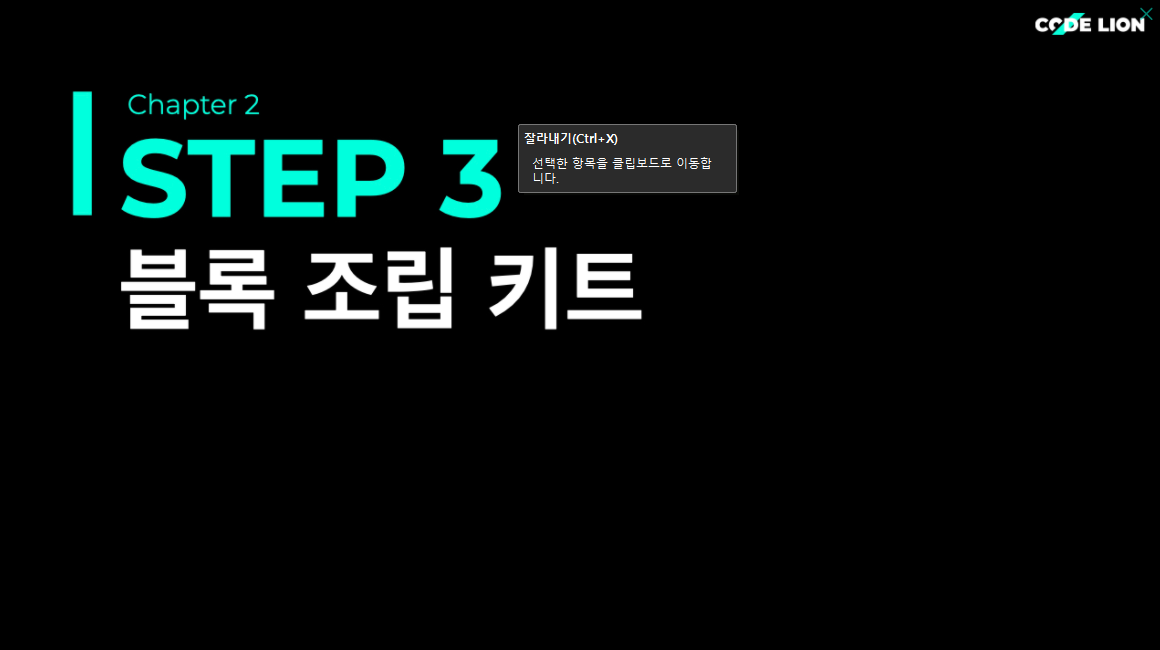 CODE LION
Chapter 2
STEP 3
잘라내기(Ctrl+X)
선택한 항목을 클립보드로 이동합
니다.
블록 조립 키트